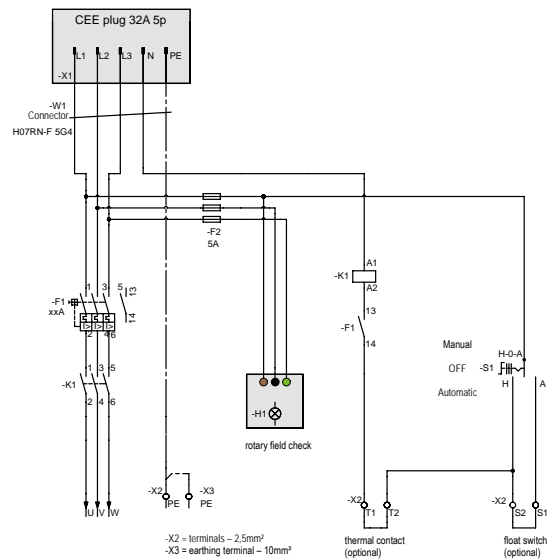 CEE plug 32A 5p
L1 L2 L3 N PE
-X1
-W1
Connector
H07RN-F 5G4
-F2
5A
A1
-K1
A2
1 3 5 13
-F1
xxA
I> I> I>
2 4 6 14
13
-F1
14
Manual
OFF
Automatic
H-0-A
-S1
H A
1 3 5
-K1
2 4 6
-H1
rotary field check
-X2 -X3
PE PE
U V W
-X2
T1 T2
-X2
S2 S1
-X2 = terminals – 2,5mm²
-X3 = earthing terminal – 10mm²
thermal contact
(optional)
float switch
(optional)